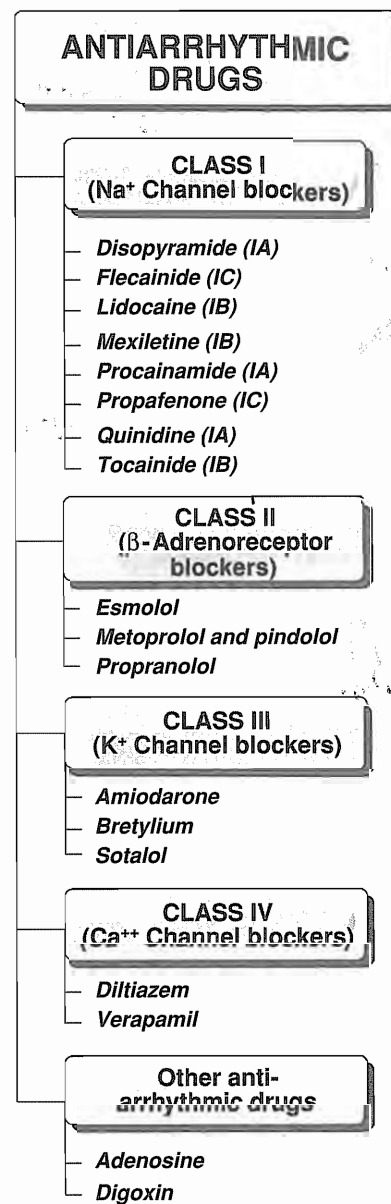 ANTIARRHYTHMIC
DRUGS
CLASS I
(Na⁺ Channel blockers)
Disopyramide (IA)
Flecainide (IC)
Lidocaine (IB)
Mexiletine (IB)
Procainamide (IA)
Propafenone (IC)
Quinidine (IA)
Tocainide (IB)
CLASS II
(β-Adrenoreceptor
blockers)
Esmolol
Metoprolol and pindolol
Propranolol
CLASS III
(K⁺ Channel blockers)
Amiodarone
Bretylium
Sotalol
CLASS IV
(Ca⁺⁺ Channel blockers)
Diltiazem
Verapamil
Other anti-
arrhythmic drugs
Adenosine
Digoxin